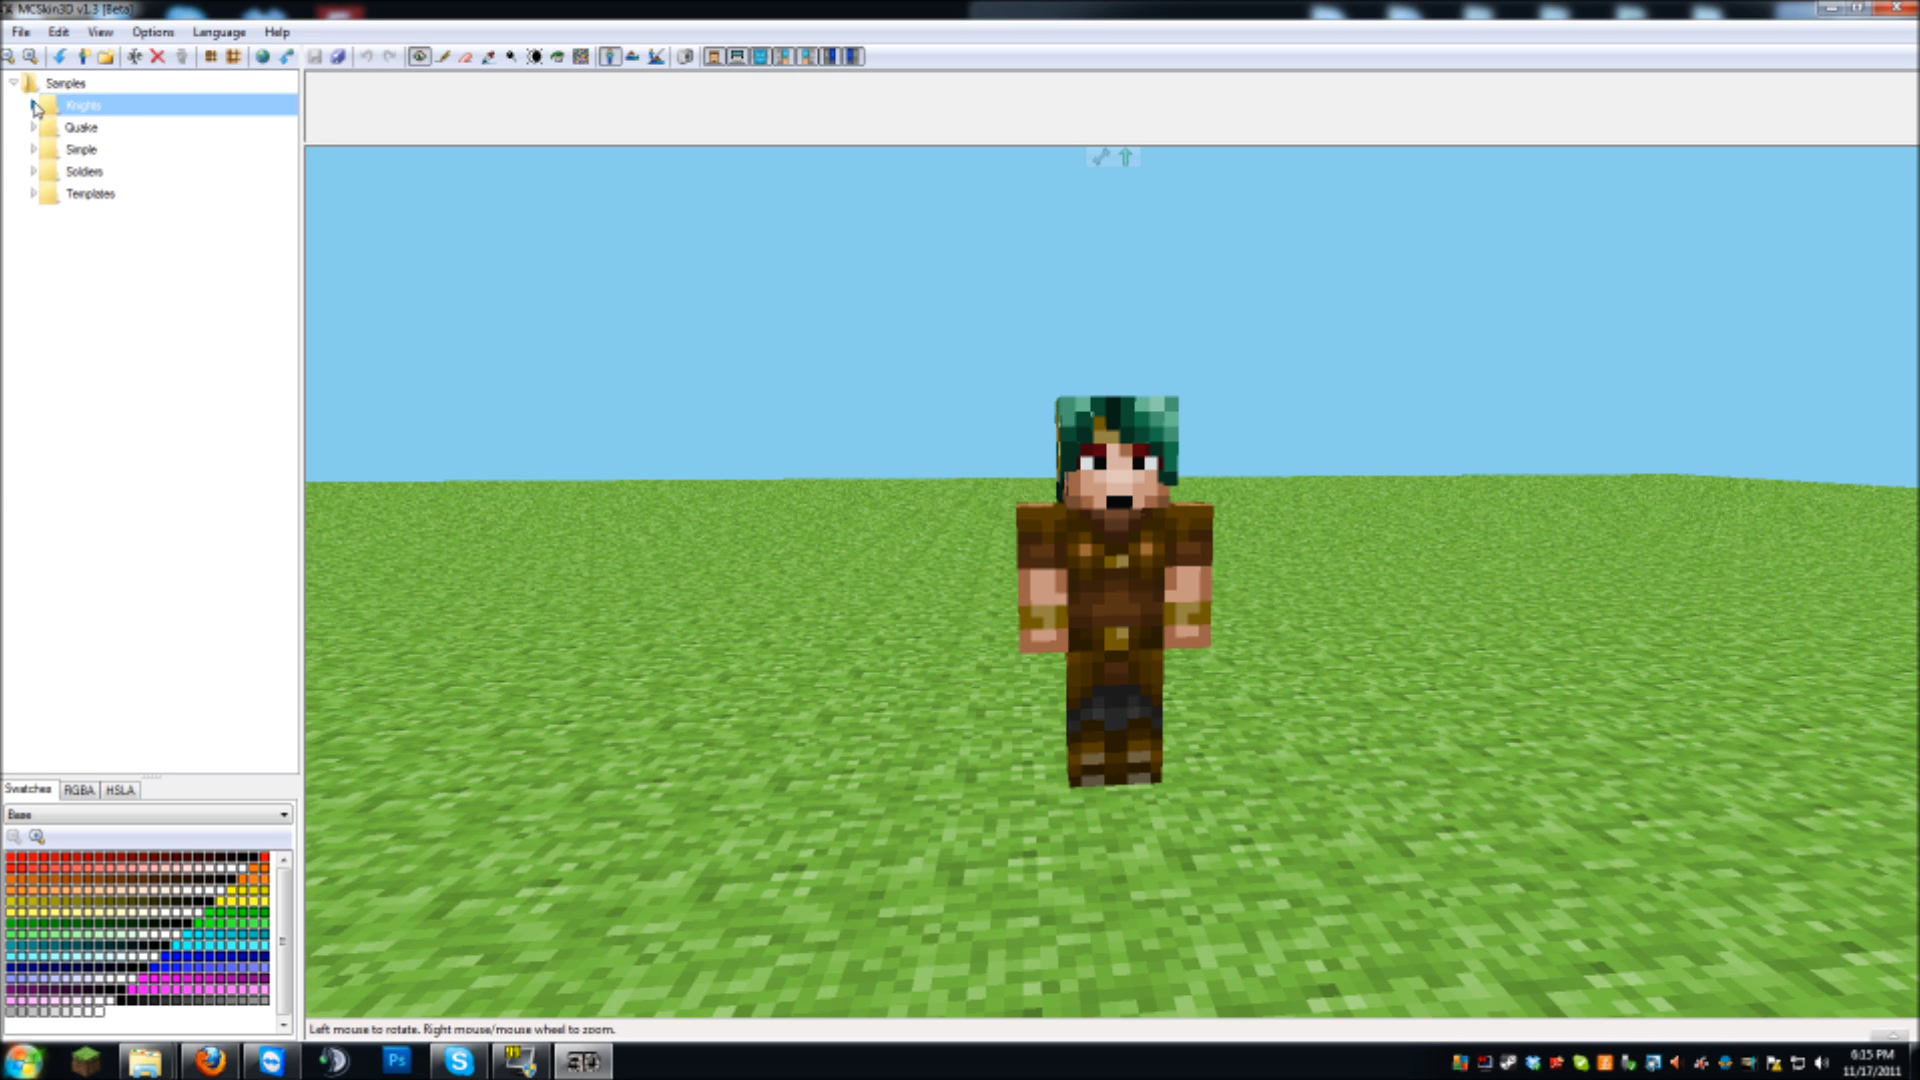 MCSkin3D v1.3 [Beta]
File Edit View Options Language Help
Samples
Knights
Quake
Simple
Soldiers
Templates
Swatches RGBA HSLA
Base
Left mouse to rotate. Right mouse/mouse wheel to zoom.
Ps
6:15 PM
11/17/2011